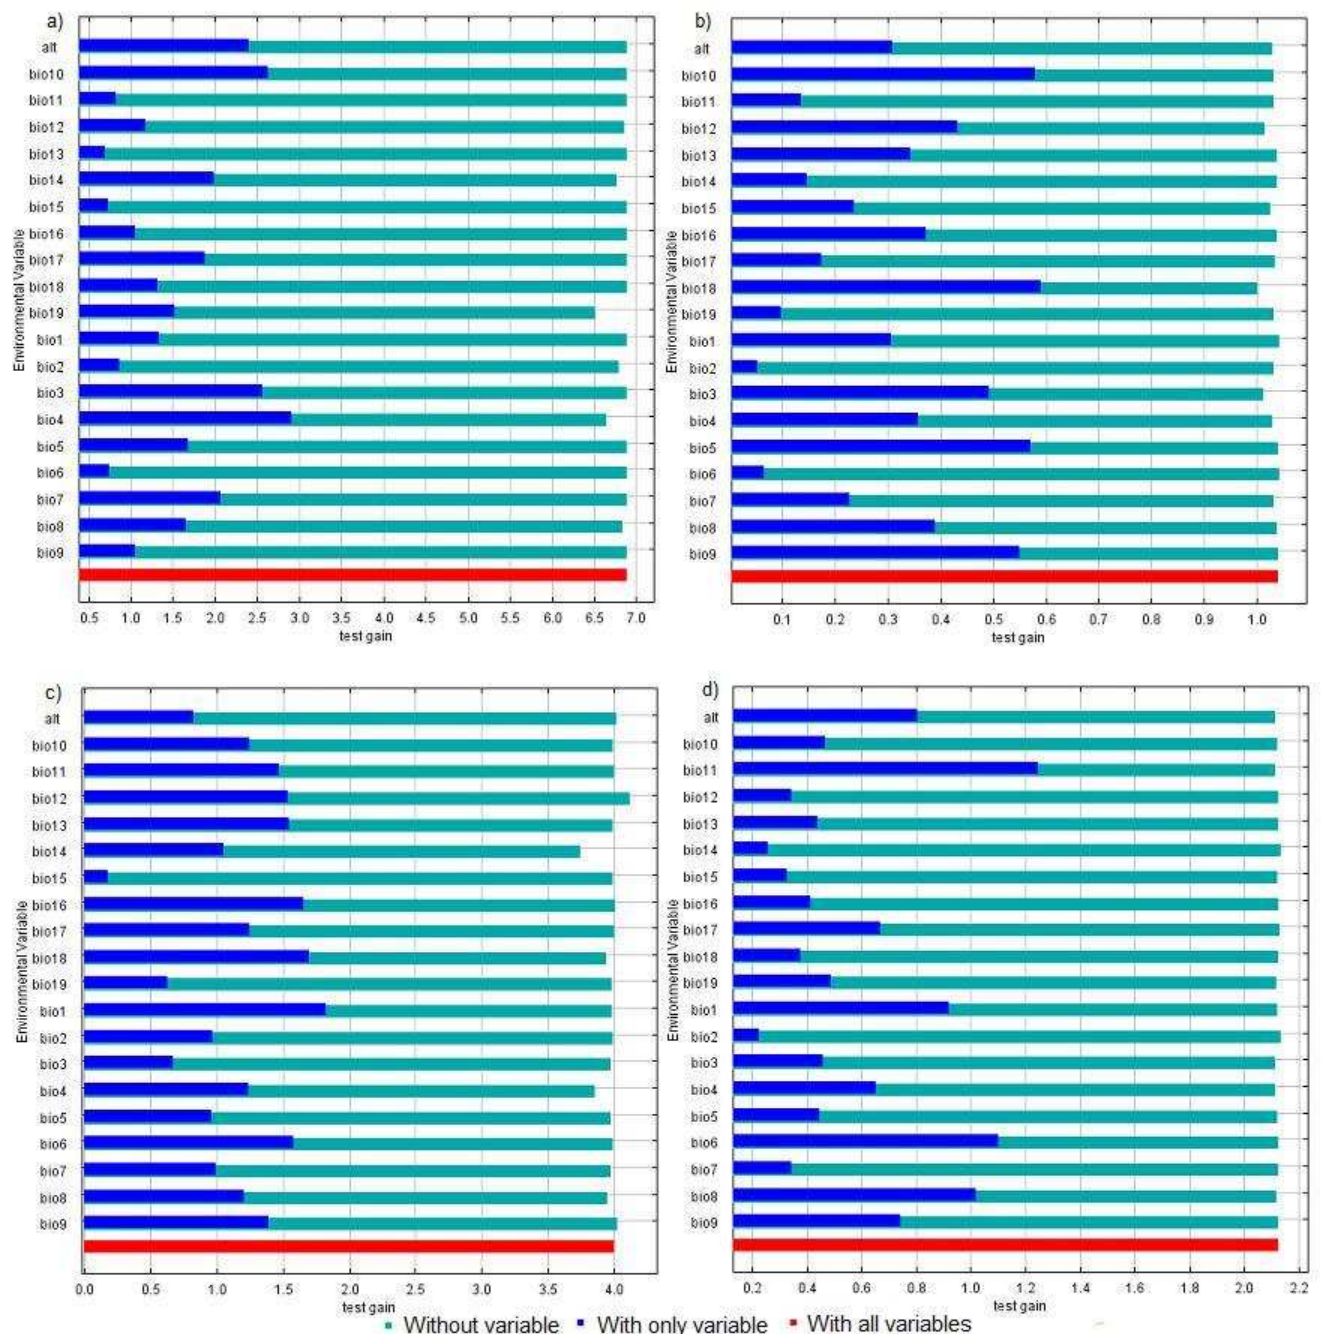 a)
alt
bio10
bio11
bio12
bio13
bio14
bio15
bio16
bio17
bio18
bio19
bio1
bio2
bio3
bio4
bio5
bio6
bio7
bio8
bio9
Environmental Variable
0.5 1.0 1.5 2.0 2.5 3.0 3.5 4.0 4.5 5.0 5.5 6.0 6.5 7.0
test gain
b)
alt
bio10
bio11
bio12
bio13
bio14
bio15
bio16
bio17
bio18
bio19
bio1
bio2
bio3
bio4
bio5
bio6
bio7
bio8
bio9
Environmental Variable
0.1 0.2 0.3 0.4 0.5 0.6 0.7 0.8 0.9 1.0
test gain
c)
alt
bio10
bio11
bio12
bio13
bio14
bio15
bio16
bio17
bio18
bio19
bio1
bio2
bio3
bio4
bio5
bio6
bio7
bio8
bio9
Environmental Variable
0.0 0.5 1.0 1.5 2.0 2.5 3.0 3.5 4.0
test gain
d)
alt
bio10
bio11
bio12
bio13
bio14
bio15
bio16
bio17
bio18
bio19
bio1
bio2
bio3
bio4
bio5
bio6
bio7
bio8
bio9
Environmental Variable
0.2 0.4 0.6 0.8 1.0 1.2 1.4 1.6 1.8 2.0 2.2
test gain
Without variable With only variable With all variables